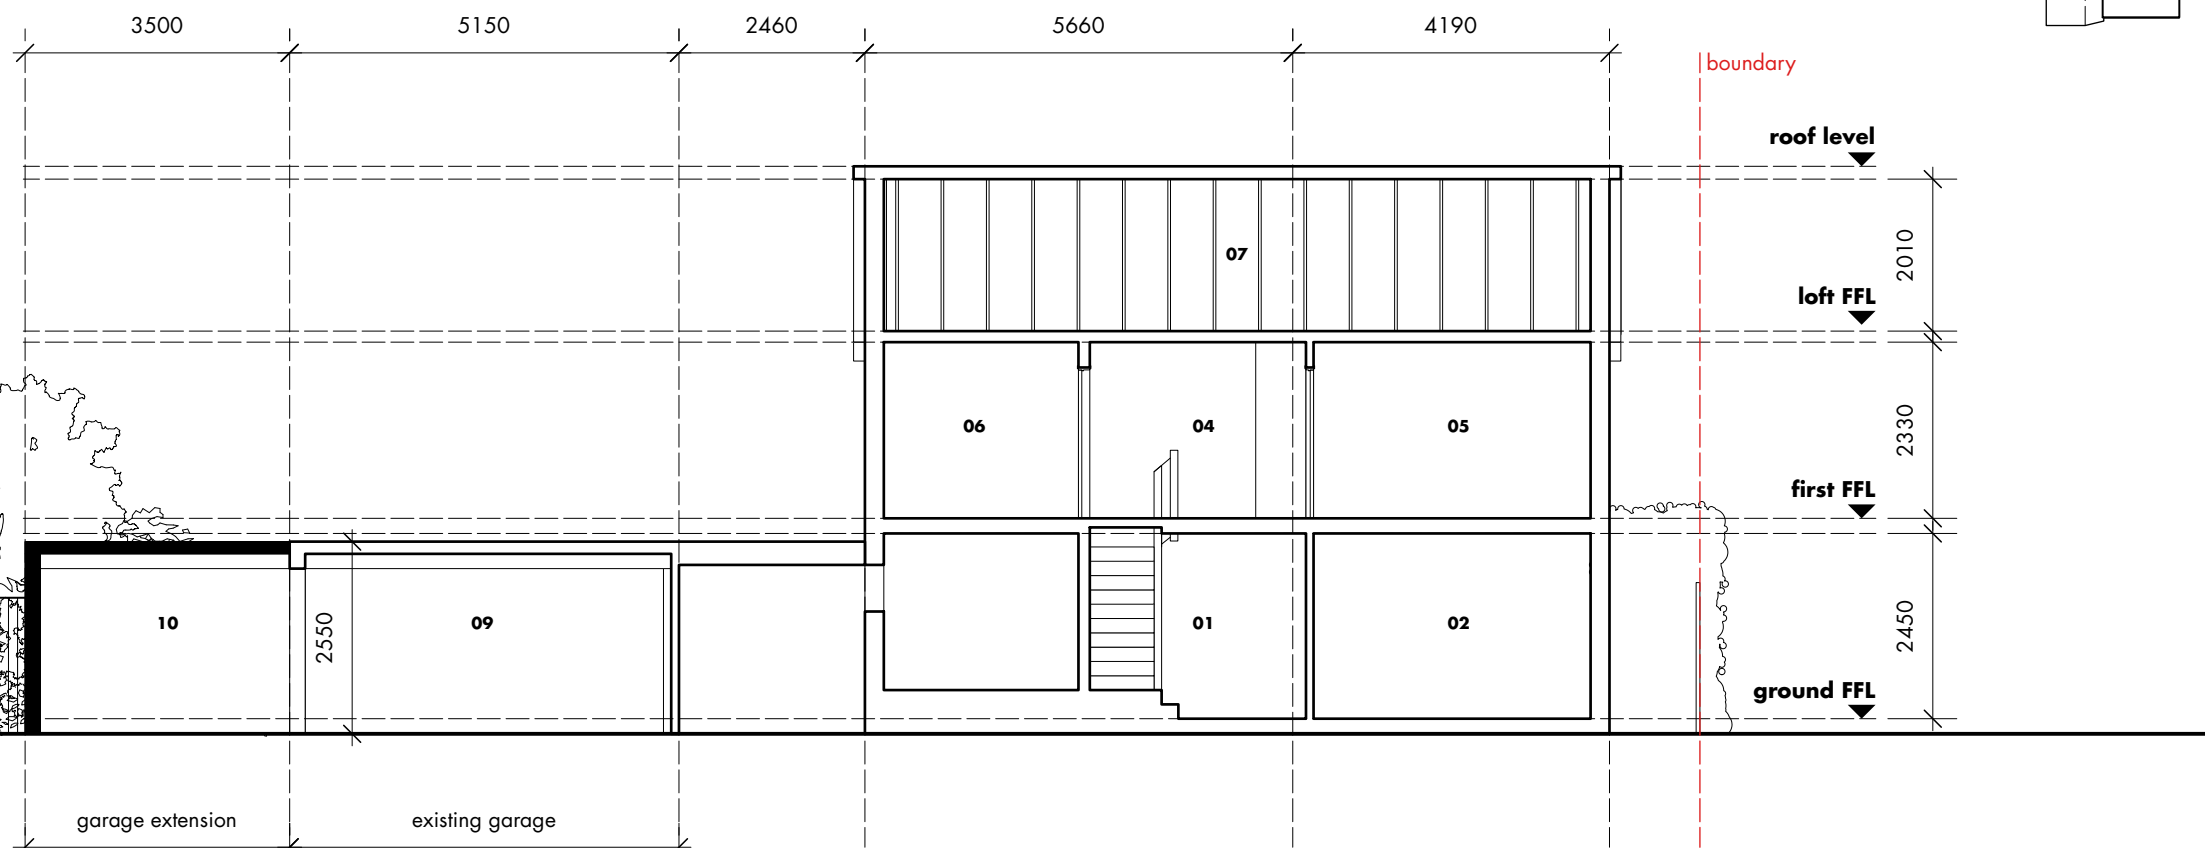 3500 5150 2460 5660 4190
boundary
roof level
07
2010
loft FFL
06 04 05
2330
first FFL
10 2550 09 01 02
2450
ground FFL
garage extension existing garage